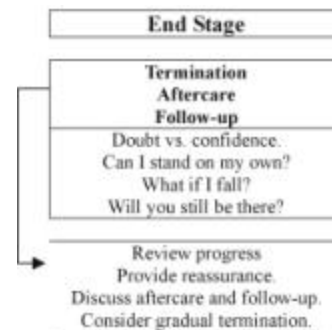 End Stage
Termination
Aftercare
Follow-up
Doubt vs. confidence.
Can I stand on my own?
What if I fall?
Will you still be there?
Review progress
Provide reassurance.
Discuss aftercare and follow-up.
Consider gradual termination.